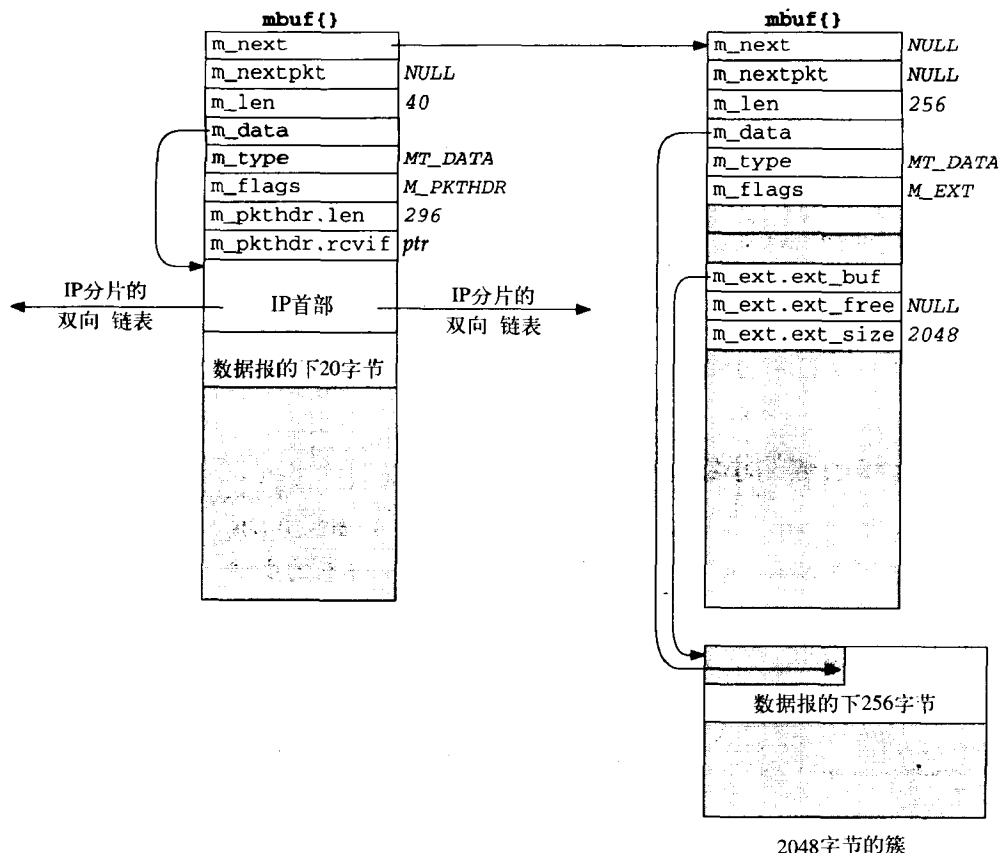 mbuf{}
m_next
m_nextpkt NULL
m_len 40
m_data
m_type MT_DATA
m_flags M_PKTHDR
m_pkthdr.len 296
m_pkthdr.rcvif ptr
IP分片的
双向 链表
IP首部
IP分片的
双向 链表
数据报的下20字节
mbuf{}
m_next NULL
m_nextpkt NULL
m_len 256
m_data
m_type MT_DATA
m_flags M_EXT
m_ext.ext_buf
m_ext.ext_free NULL
m_ext.ext_size 2048
数据报的下256字节
2048字节的簇